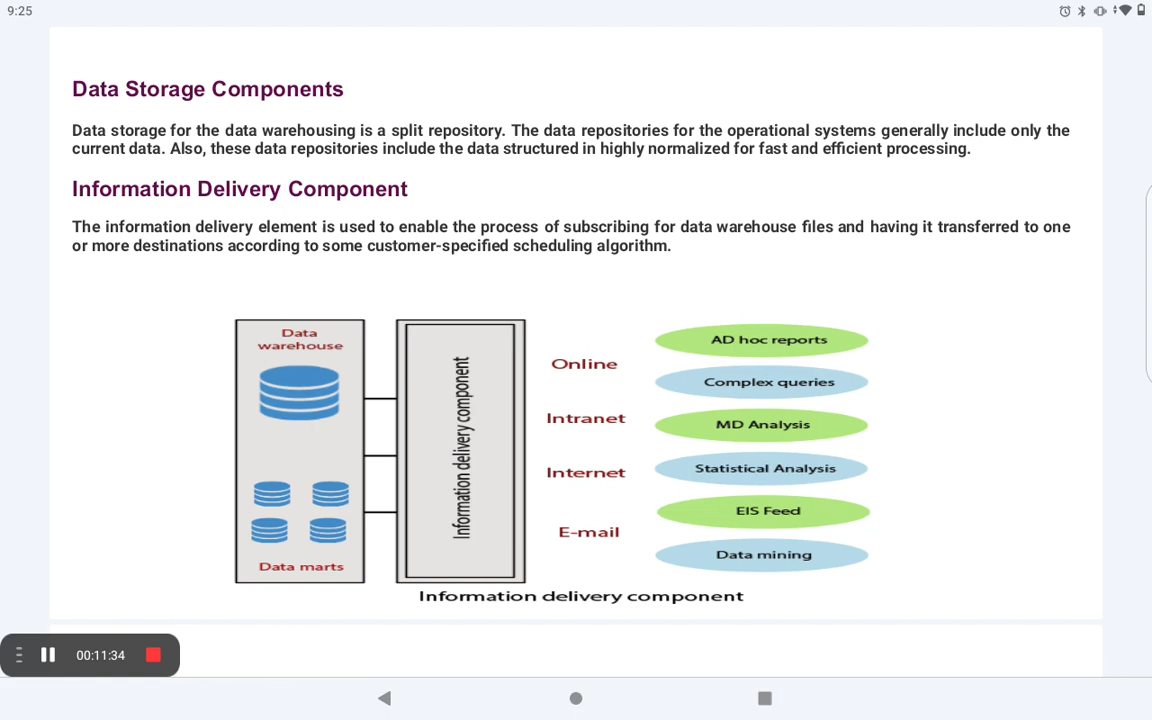 9:25
Data Storage Components
Data storage for the data warehousing is a split repository. The data repositories for the operational systems generally include only the
current data. Also, these data repositories include the data structured in highly normalized for fast and efficient processing.
Information Delivery Component
The information delivery element is used to enable the process of subscribing for data warehouse files and having it transferred to one
or more destinations according to some customer-specified scheduling algorithm.
Data
warehouse
Data marts
Information delivery component
Online
Intranet
Internet
E-mail
AD hoc reports
Complex queries
MD Analysis
Statistical Analysis
EIS Feed
Data mining
Information delivery component
00:11:34